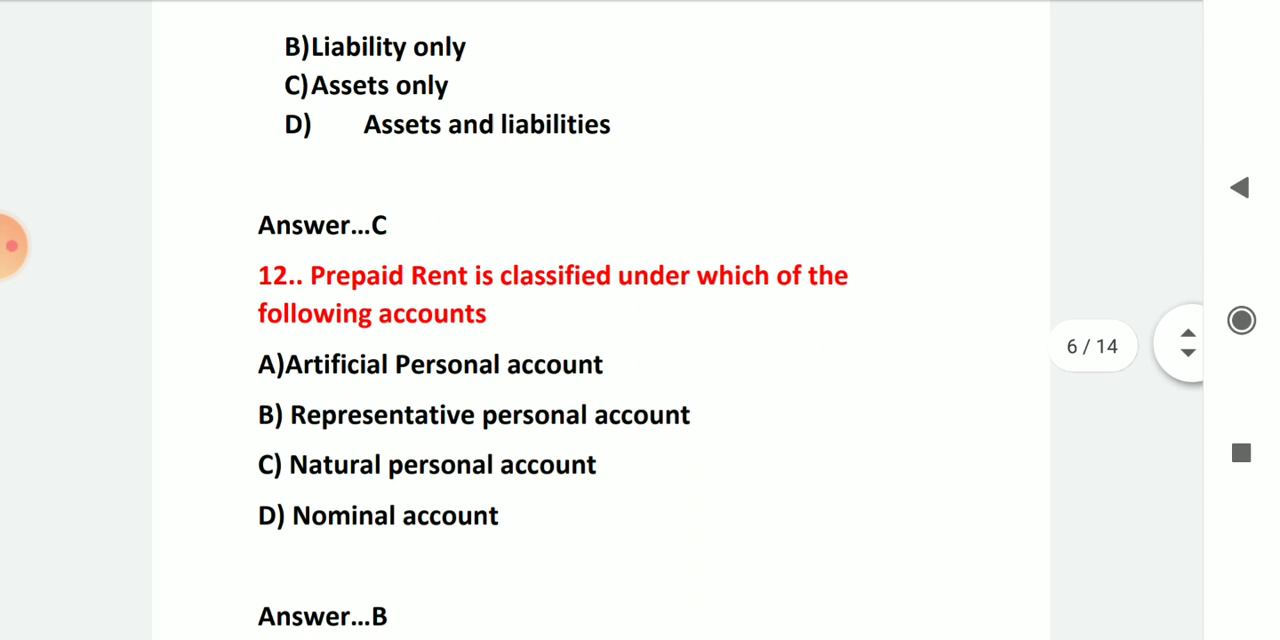 B)Liability only
C)Assets only
D) Assets and liabilities
Answer...C
12.. Prepaid Rent is classified under which of the
following accounts
A)Artificial Personal account
B) Representative personal account
C) Natural personal account
D) Nominal account
Answer...B
6 / 14